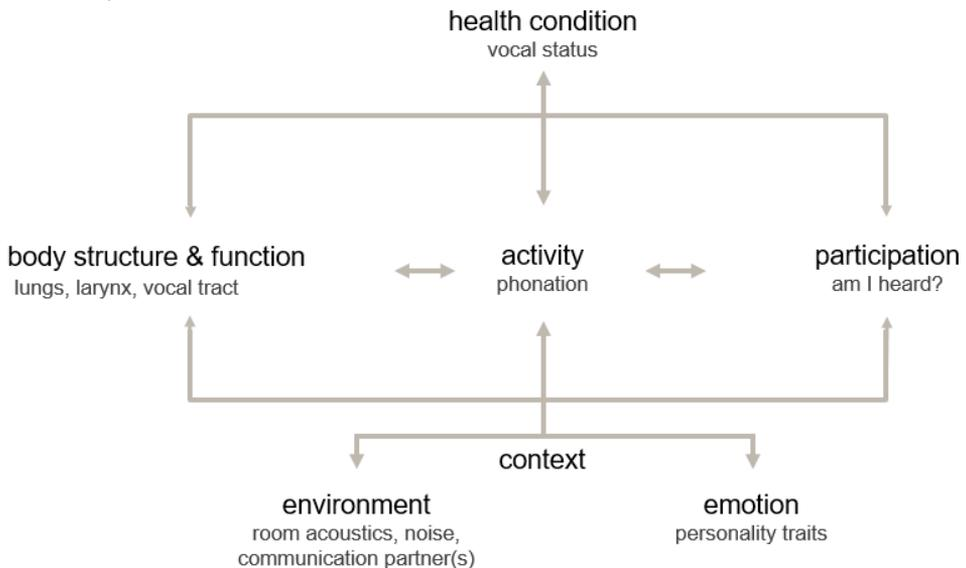 health condition
vocal status
body structure & function
lungs, larynx, vocal tract
activity
phonation
participation
am I heard?
context
environment
room acoustics, noise,
communication partner(s)
emotion
personality traits